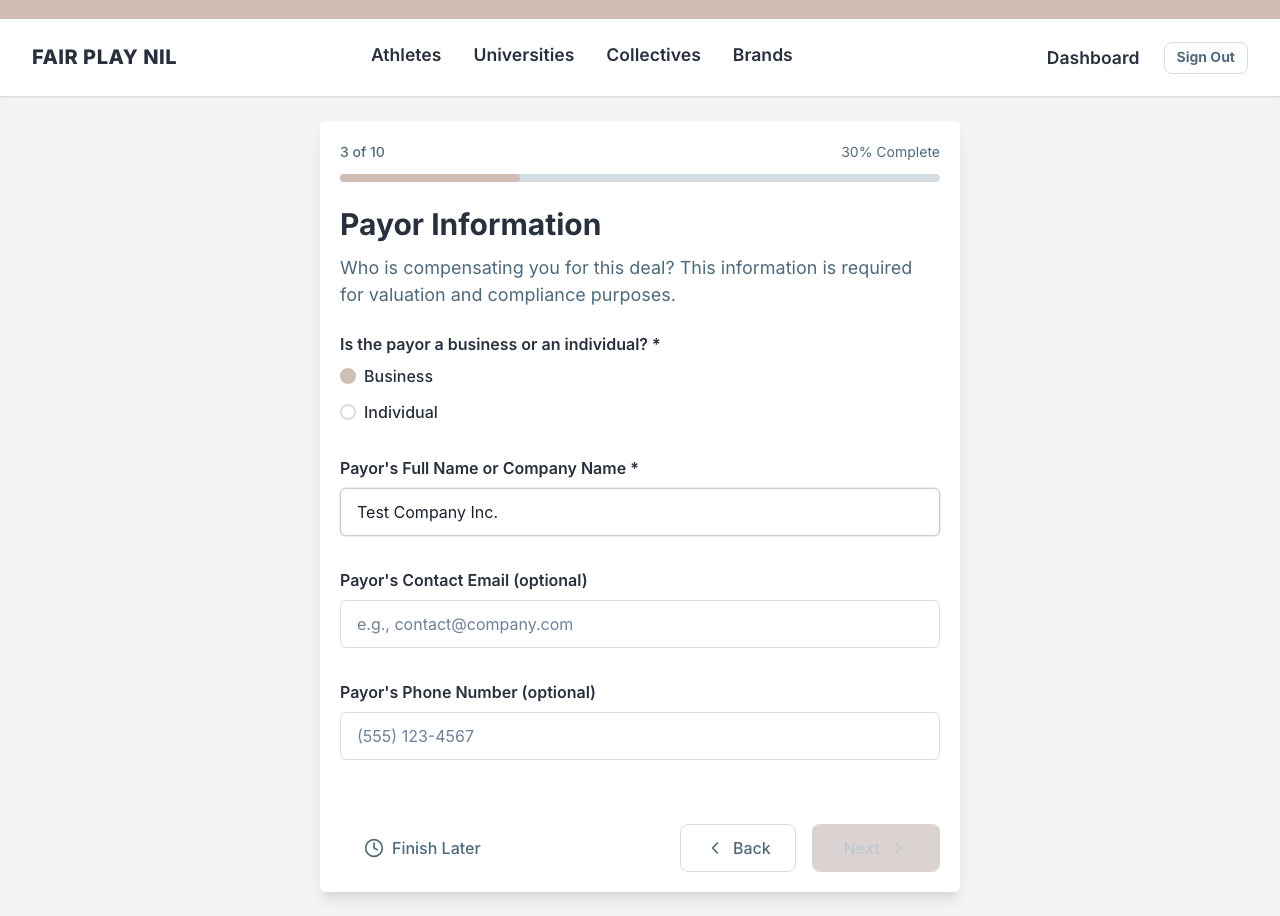 FAIR PLAY NIL
Athletes
Universities
Collectives
Brands
Dashboard
Sign Out
3 of 10
30% Complete
Payor Information
Who is compensating you for this deal? This information is required
for valuation and compliance purposes.
Is the payor a business or an individual? *
Business
Individual
Payor's Full Name or Company Name *
Test Company Inc.
Payor's Contact Email (optional)
e.g., contact@company.com
Payor's Phone Number (optional)
(555) 123-4567
Finish Later
Back
Next